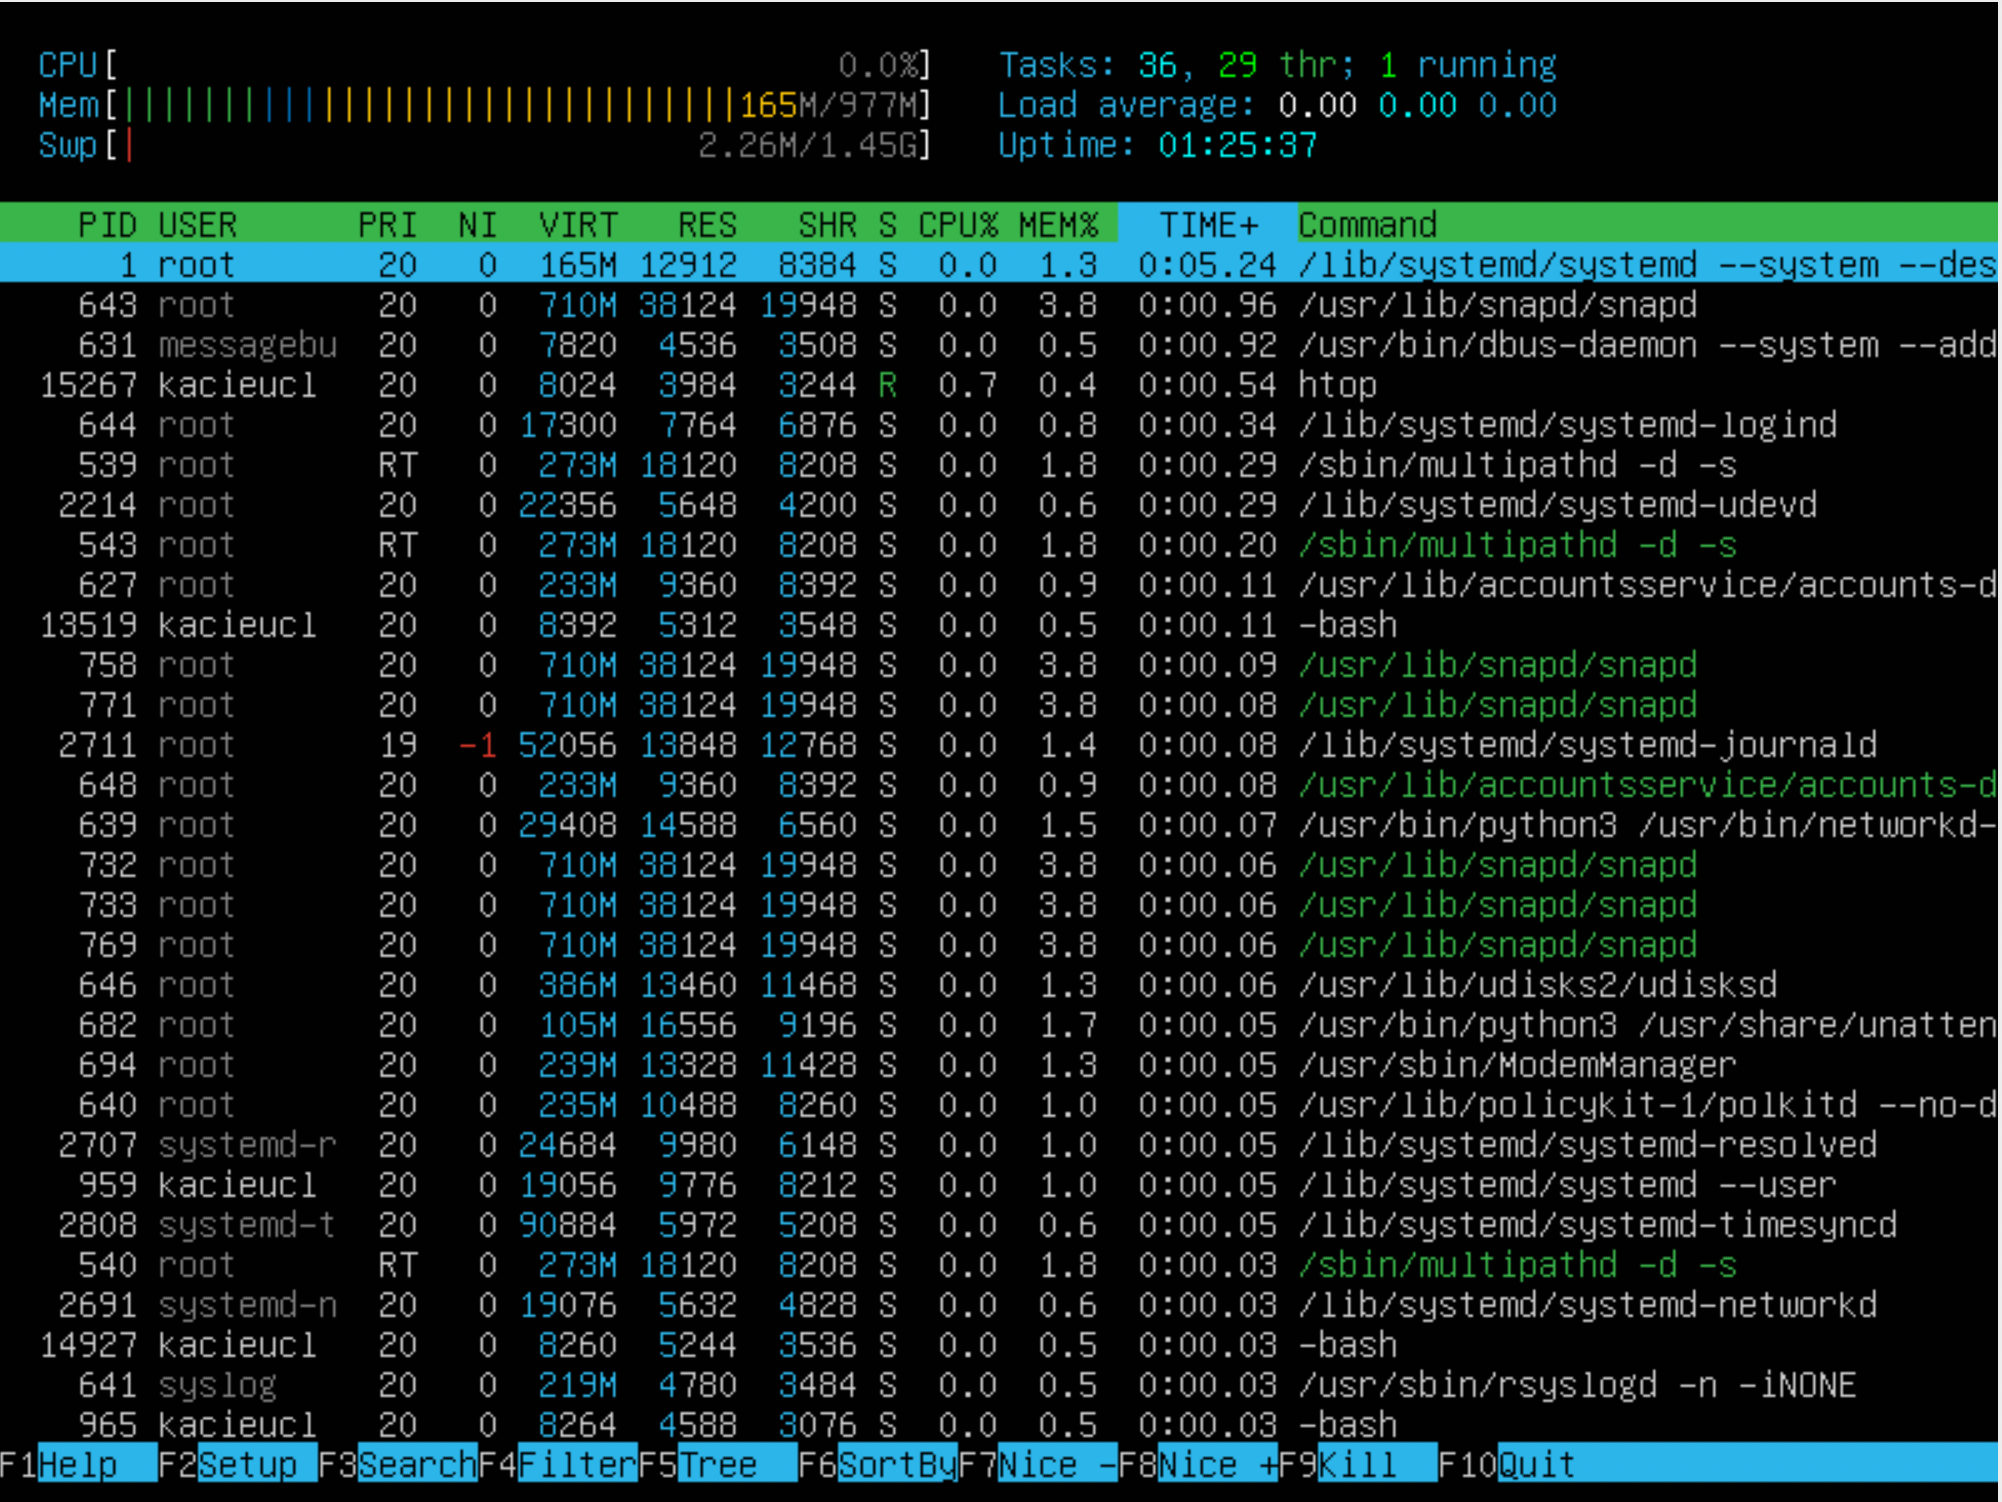 CPU[ 0.0%] Tasks: 36, 29 thr; 1 running
Mem[||||||||||||||||||||||||||||||||165M/977M] Load average: 0.00 0.00 0.00
Swp[| 2.26M/1.45G] Uptime: 01:25:37
PID USER PRI NI VIRT RES SHR S CPU% MEM% TIME+ Command
1 root 20 0 165M 12912 8384 S 0.0 1.3 0:05.24 /lib/systemd/systemd --system --des
643 root 20 0 710M 38124 19948 S 0.0 3.8 0:00.96 /usr/lib/snapd/snapd
631 messagebu 20 0 7820 4536 3508 S 0.0 0.5 0:00.92 /usr/bin/dbus-daemon --system --add
15267 kacieucl 20 0 8024 3984 3244 R 0.7 0.4 0:00.54 htop
644 root 20 0 17300 7764 6876 S 0.0 0.8 0:00.34 /lib/systemd/systemd-logind
539 root RT 0 273M 18120 8208 S 0.0 1.8 0:00.29 /sbin/multipathd -d -s
2214 root 20 0 22356 5648 4200 S 0.0 0.6 0:00.29 /lib/systemd/systemd-udevd
543 root RT 0 273M 18120 8208 S 0.0 1.8 0:00.20 /sbin/multipathd -d -s
627 root 20 0 233M 9360 8392 S 0.0 0.9 0:00.11 /usr/lib/accountsservice/accounts-d
13519 kacieucl 20 0 8392 5312 3548 S 0.0 0.5 0:00.11 -bash
758 root 20 0 710M 38124 19948 S 0.0 3.8 0:00.09 /usr/lib/snapd/snapd
771 root 20 0 710M 38124 19948 S 0.0 3.8 0:00.08 /usr/lib/snapd/snapd
2711 root 19 -1 52056 13848 12768 S 0.0 1.4 0:00.08 /lib/systemd/systemd-journald
648 root 20 0 233M 9360 8392 S 0.0 0.9 0:00.08 /usr/lib/accountsservice/accounts-d
639 root 20 0 29408 14588 6560 S 0.0 1.5 0:00.07 /usr/bin/python3 /usr/bin/networkd-
732 root 20 0 710M 38124 19948 S 0.0 3.8 0:00.06 /usr/lib/snapd/snapd
733 root 20 0 710M 38124 19948 S 0.0 3.8 0:00.06 /usr/lib/snapd/snapd
769 root 20 0 710M 38124 19948 S 0.0 3.8 0:00.06 /usr/lib/snapd/snapd
646 root 20 0 386M 13460 11468 S 0.0 1.3 0:00.06 /usr/lib/udisks2/udisksd
682 root 20 0 105M 16556 9196 S 0.0 1.7 0:00.05 /usr/bin/python3 /usr/share/unatten
694 root 20 0 239M 13328 11428 S 0.0 1.3 0:00.05 /usr/sbin/ModemManager
640 root 20 0 235M 10488 8260 S 0.0 1.0 0:00.05 /usr/lib/policykit-1/polkitd --no-d
2707 systemd-r 20 0 24684 9980 6148 S 0.0 1.0 0:00.05 /lib/systemd/systemd-resolved
959 kacieucl 20 0 19056 9776 8212 S 0.0 1.0 0:00.05 /lib/systemd/systemd --user
2808 systemd-t 20 0 90884 5972 5208 S 0.0 0.6 0:00.05 /lib/systemd/systemd-timesyncd
540 root RT 0 273M 18120 8208 S 0.0 1.8 0:00.03 /sbin/multipathd -d -s
2691 systemd-n 20 0 19076 5632 4828 S 0.0 0.6 0:00.03 /lib/systemd/systemd-networkd
14927 kacieucl 20 0 8260 5244 3536 S 0.0 0.5 0:00.03 -bash
641 syslog 20 0 219M 4780 3484 S 0.0 0.5 0:00.03 /usr/sbin/rsyslogd -n -iNONE
965 kacieucl 20 0 8264 4588 3076 S 0.0 0.5 0:00.03 -bash
F1Help F2Setup F3SearchF4FilterF5Tree F6SortByF7Nice -F8Nice +F9Kill F10Quit